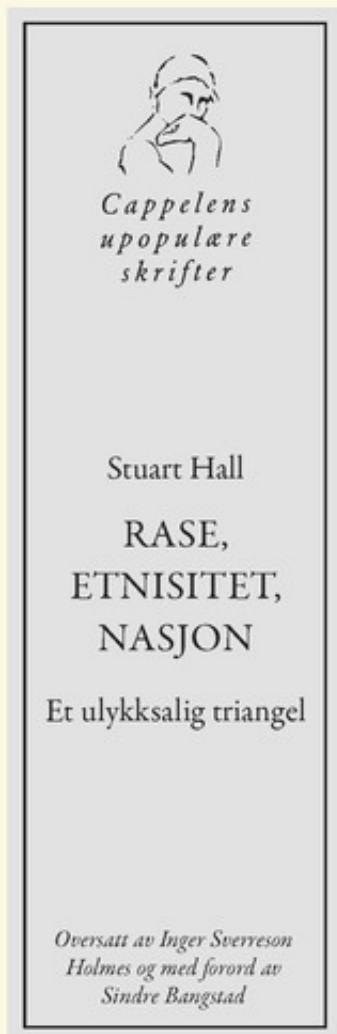 Cappelens
upopulære
skrifter
Stuart Hall
RASE,
ETNISITET,
NASJON
Et ulykksalig triangel
Oversatt av Inger Sverreson
Holmes og med forord av
Sindre Bangstad